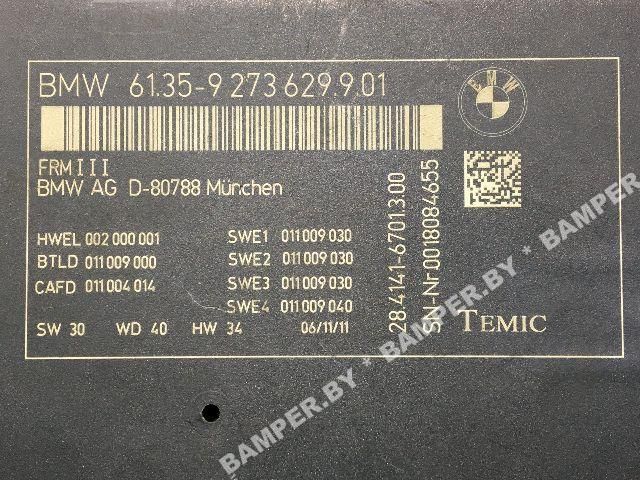 BMW 61.35-9 273 629.9.01
BMW
FRM III
BMW AG D-80788 München
HWEL 002 000 001
BTLD 011 009 000
CAFD 011 004 014
SWE1 011 009 030
SWE2 011 009 030
SWE3 011 009 030
SWE4 011 009 040
SW 30 WD 40 HW 34 06/11/11
28.4141-6701.3 00
SN-Nr 0018084655
TEMIC
BAMPER.BY * BAMPER.BY * BAMPER.BY